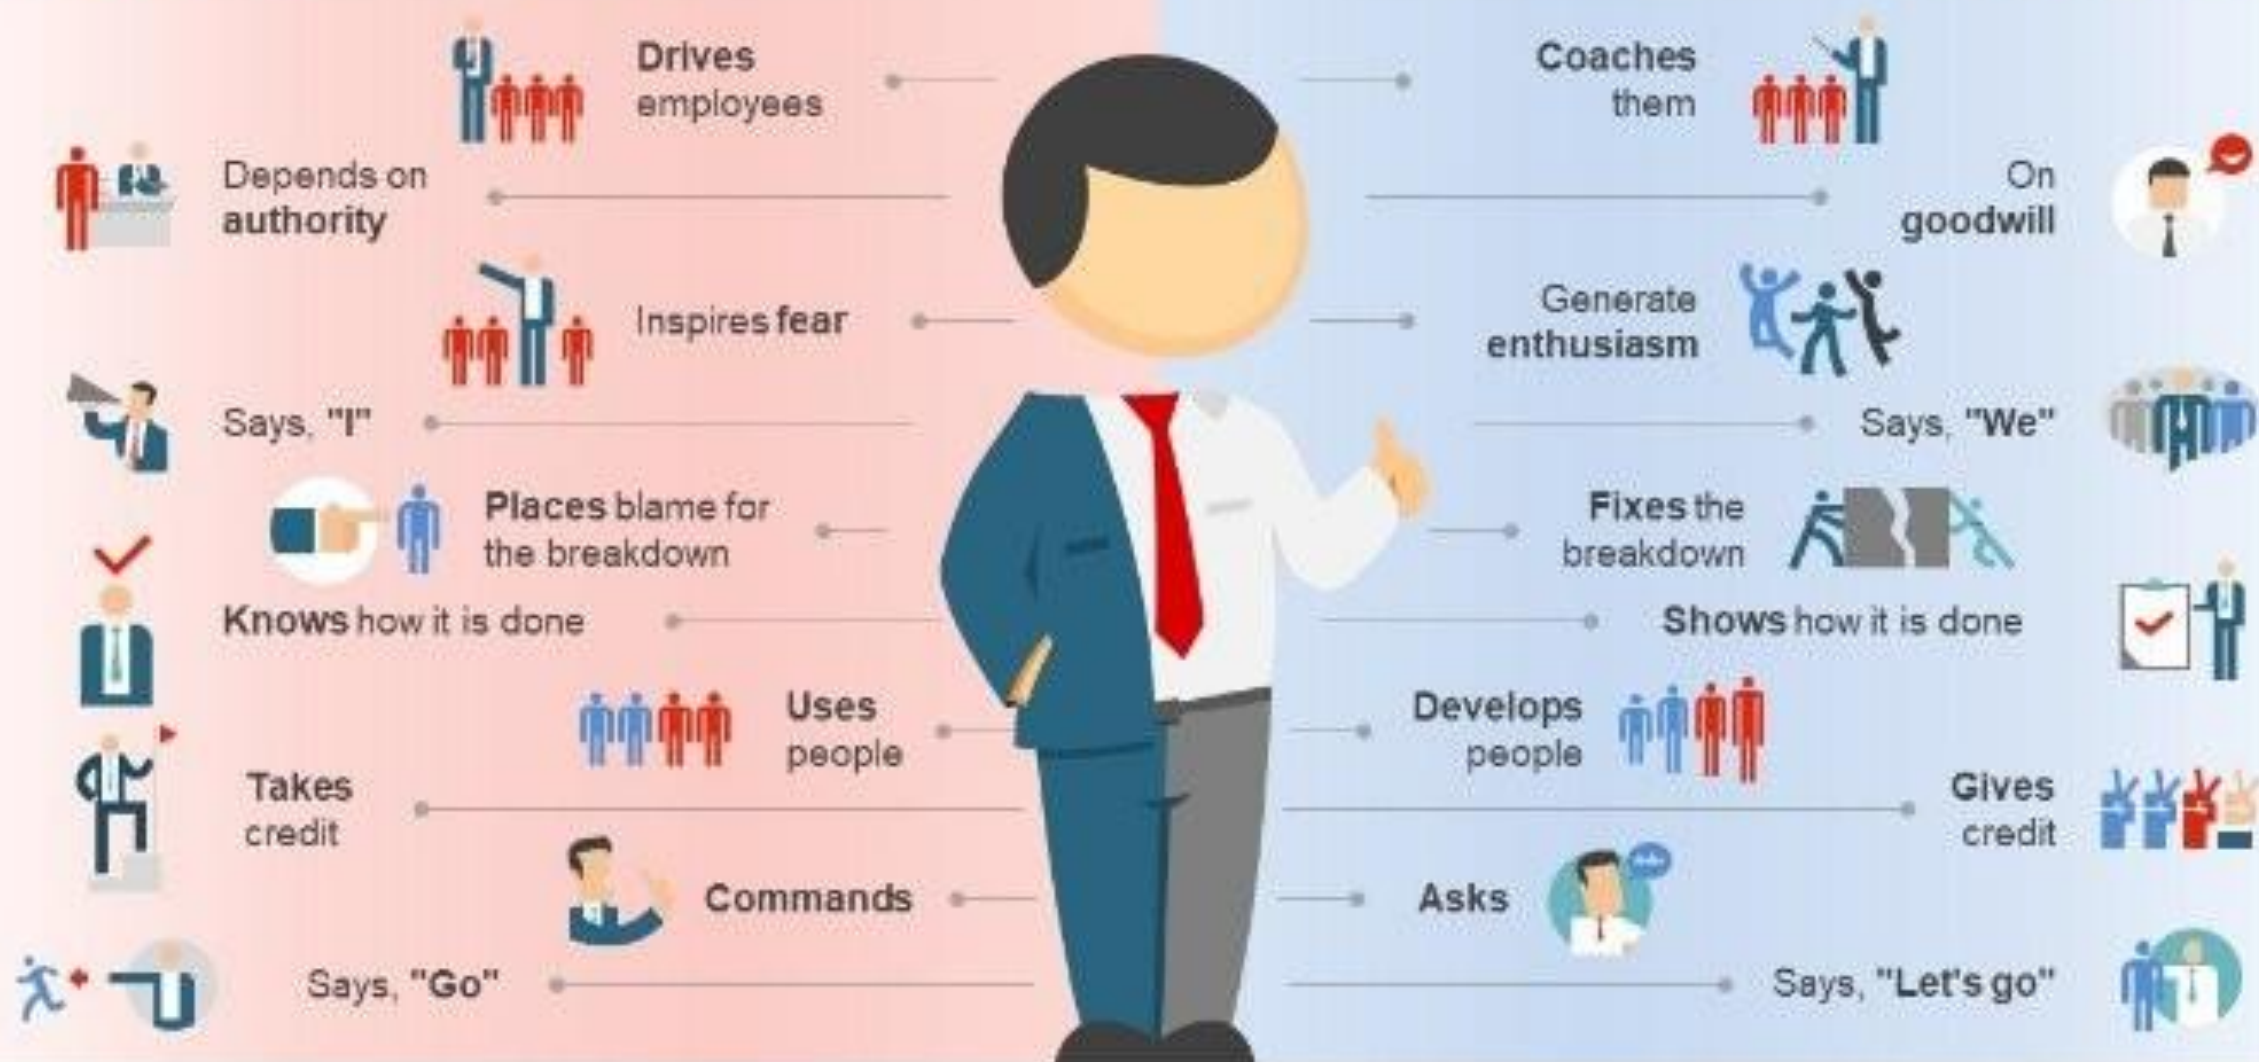 Drives
employees
Coaches
them
Depends on
authority
On
goodwill
Inspires fear
Generate
enthusiasm
Says, "I"
Says, "We"
Places blame for
the breakdown
Fixes the
breakdown
Knows how it is done
Shows how it is done
Uses
people
Develops
people
Takes
credit
Gives
credit
Commands
Asks
Says, "Go"
Says, "Let's go"